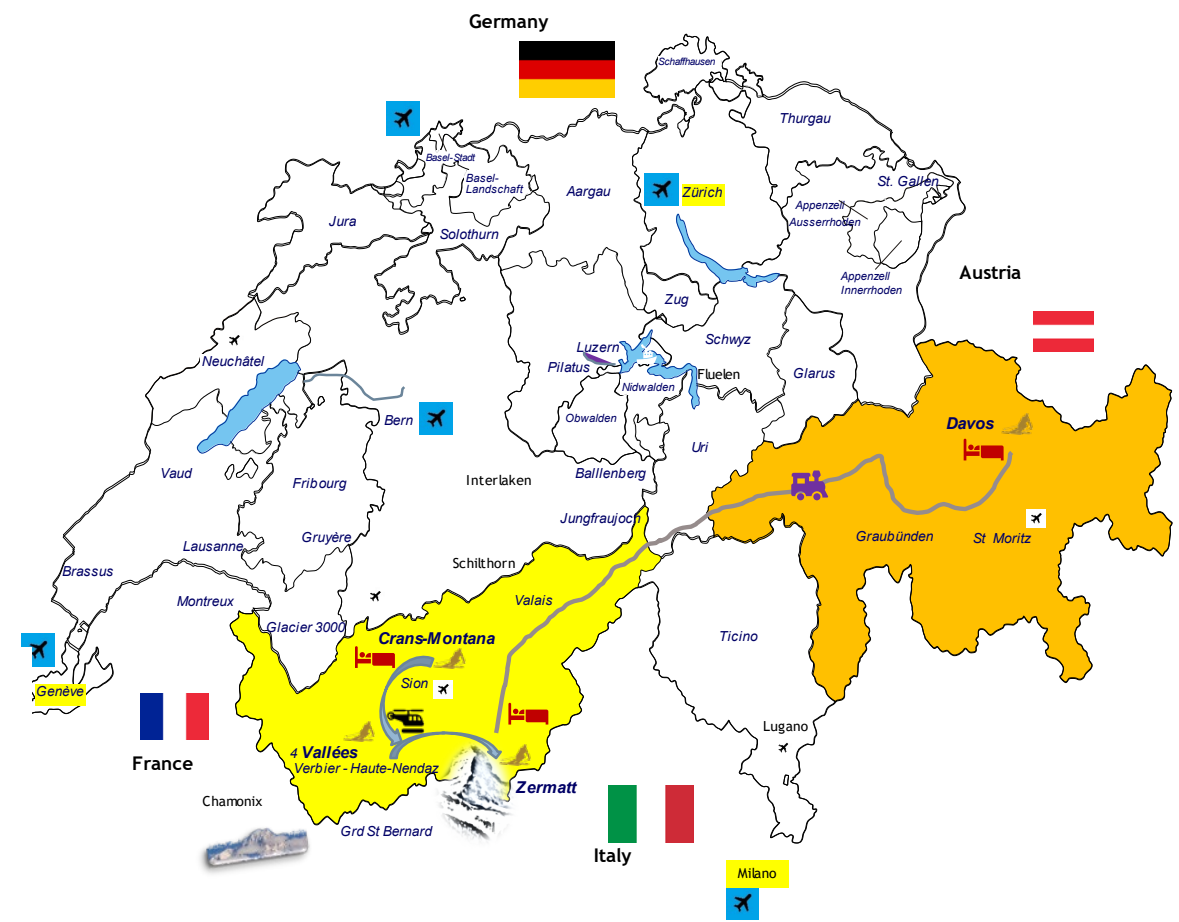 Germany
Schaffhausen
Thurgau
Basel-Stadt
Basel-
Landschaft
Aargau
Zürich
St. Gallen
Appenzell
Ausserrhoden
Jura
Solothurn
Appenzell
Innerrhoden
Austria
Zug
Neuchâtel
Luzern
Schwyz
Pilatus
Fluelen
Glarus
Nidwalden
Bern
Obwalden
Davos
Uri
Vaud
Interlaken
Balllenberg
Fribourg
Jungfraujoch
Gruyère
Graubünden
St Moritz
Lausanne
Schilthorn
Brassus
Montreux
Valais
Glacier 3000
Crans-Montana
Ticino
Sion
Genève
Lugano
4 Vallées
France
Verbier - Haute-Nendaz
Zermatt
Chamonix
Grd St Bernard
Italy
Milano